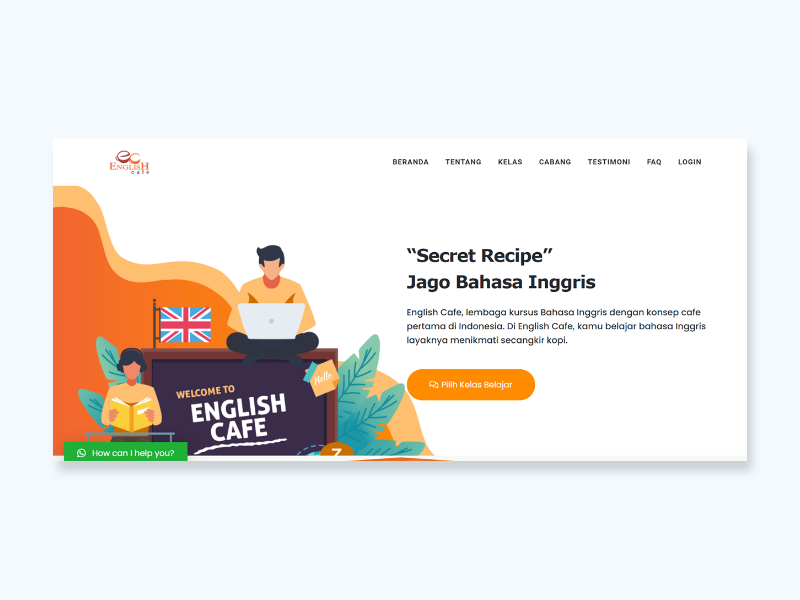 ec
ENGLISH
cafe
BERANDA TENTANG KELAS CABANG TESTIMONI FAQ LOGIN
“Secret Recipe”
Jago Bahasa Inggris
English Cafe, lembaga kursus Bahasa Inggris dengan konsep cafe
pertama di Indonesia. Di English Cafe, kamu belajar bahasa Inggris
layaknya menikmati secangkir kopi.
Pilih Kelas Belajar
Hello
WELCOME TO
ENGLISH
CAFE
Z
How can I help you?